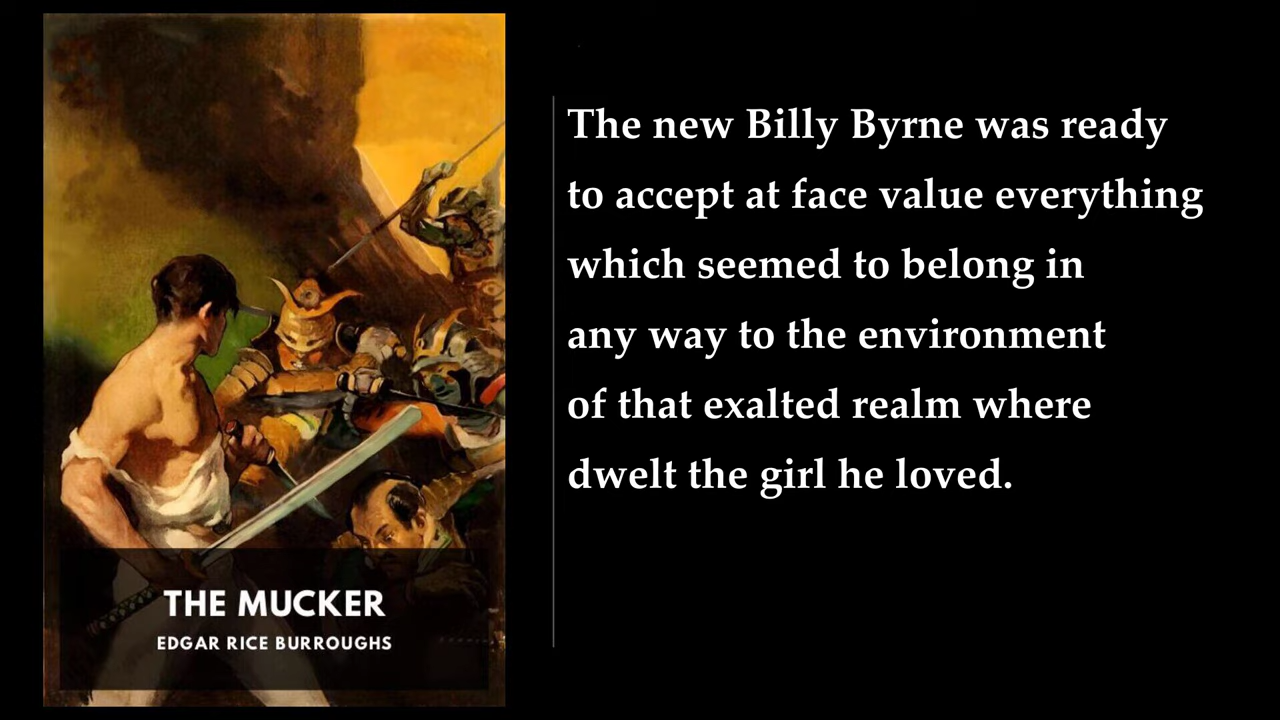 The new Billy Byrne was ready
to accept at face value everything
which seemed to belong in
any way to the environment
of that exalted realm where
dwelt the girl he loved.
THE MUCKER
EDGAR RICE BURROUGHS